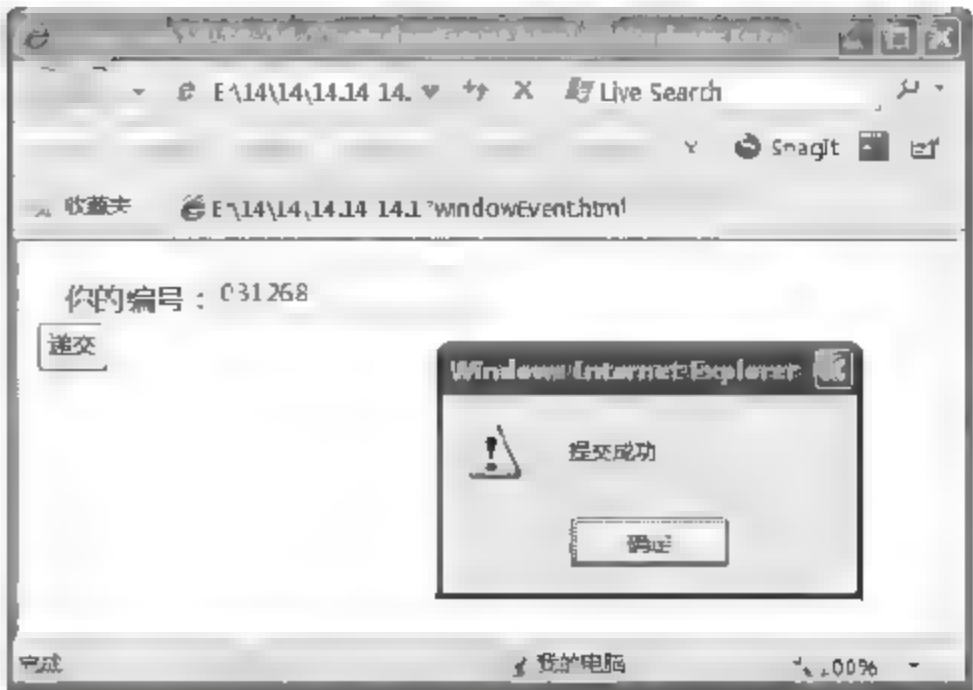 E:\14\14\14.14 14. Live Search
SnagIt
收藏夹 E:\14\14\14.14 14.1 windowEvent.html
你的编号：031268
递交
Windows Internet Explorer
提交成功
确定
完成 我的电脑 100%